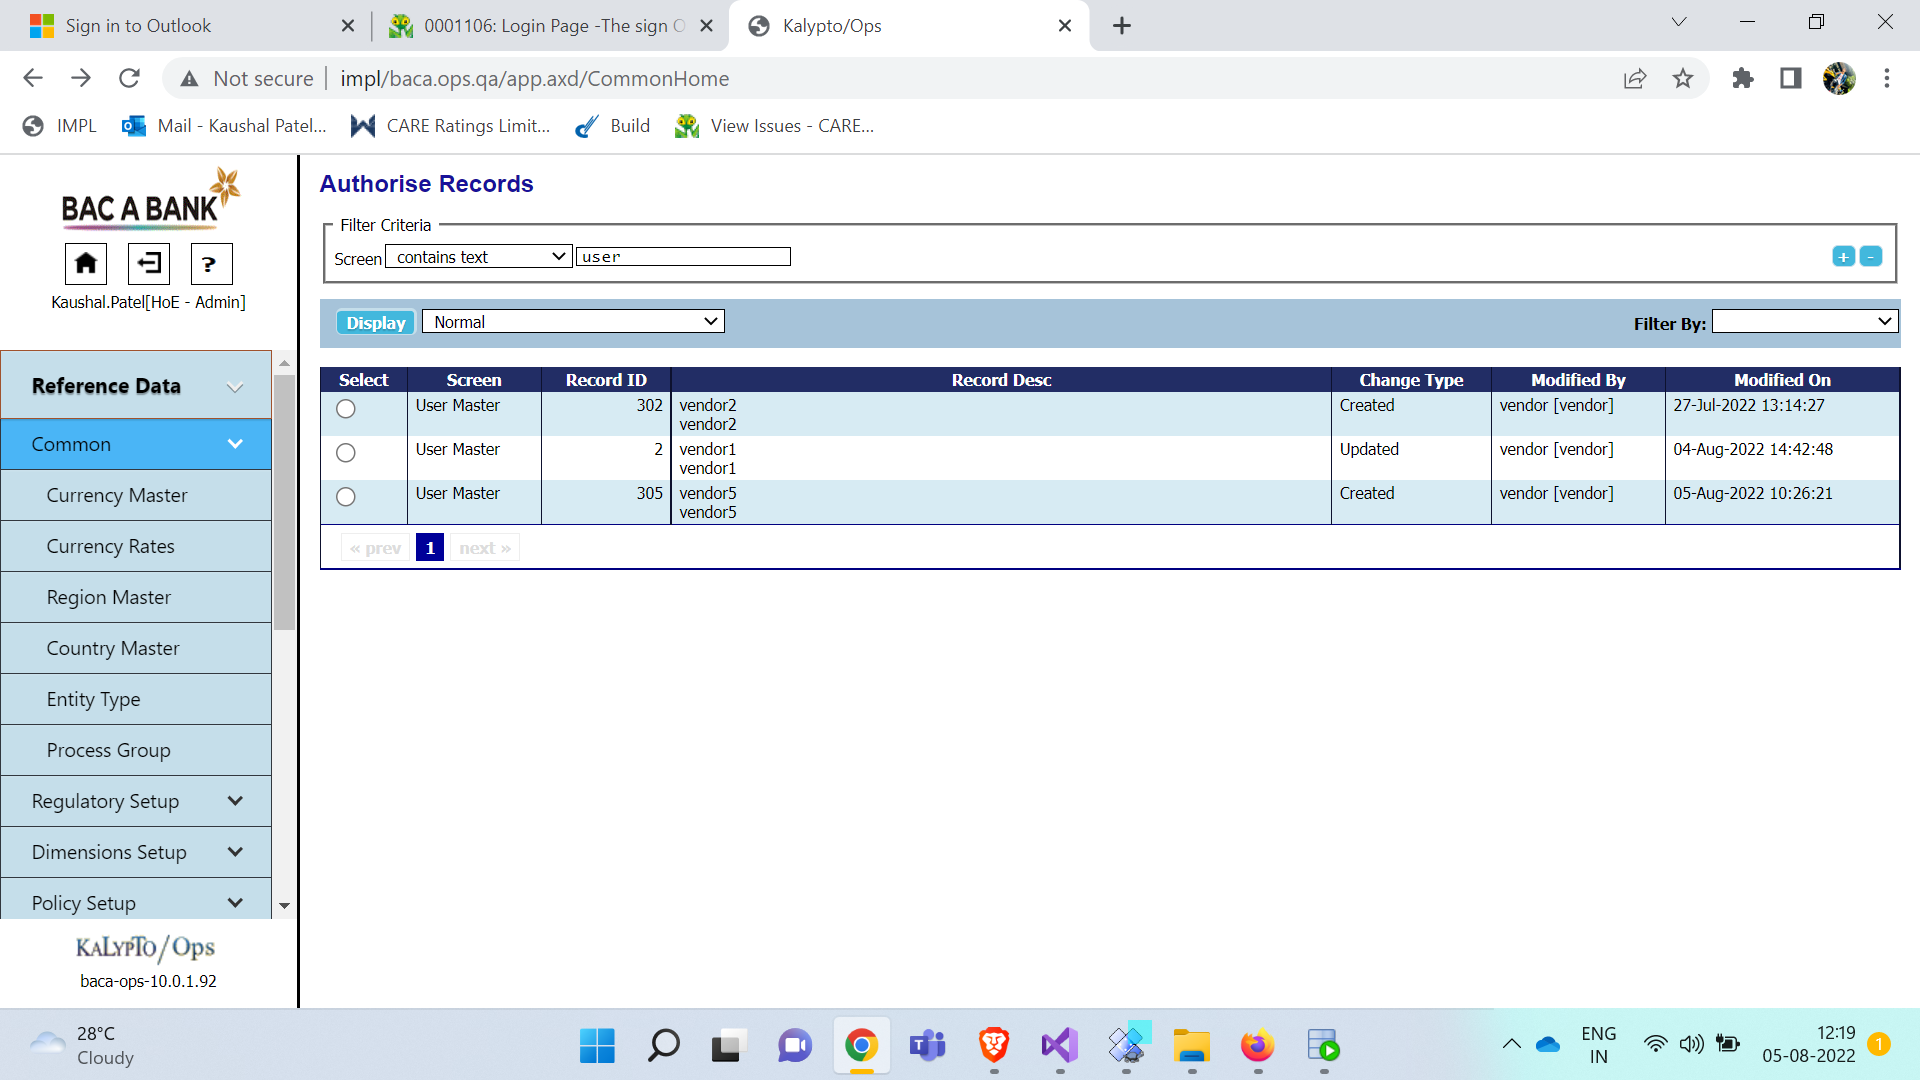 Sign in to Outlook
0001106: Login Page -The sign O
Kalypto/Ops
Not secure
impl/baca.ops.qa/app.axd/CommonHome
IMPL
Mail - Kaushal Patel...
CARE Ratings Limit...
Build
View Issues - CARE...
BAC A BANK
?
Kaushal.Patel[HoE - Admin]
Reference Data
Common
Currency Master
Currency Rates
Region Master
Country Master
Entity Type
Process Group
Regulatory Setup
Dimensions Setup
Policy Setup
KALYPTO/Ops
baca-ops-10.0.1.92
Authorise Records
Filter Criteria
Screen contains text user
+ -
Display Normal Filter By:
Select Screen Record ID Record Desc Change Type Modified By Modified On
User Master 302 vendor2 Created vendor [vendor] 27-Jul-2022 13:14:27
vendor2
User Master 2 vendor1 Updated vendor [vendor] 04-Aug-2022 14:42:48
vendor1
User Master 305 vendor5 Created vendor [vendor] 05-Aug-2022 10:26:21
vendor5
« prev 1 next »
28°C
Cloudy
ENG
IN
12:19
05-08-2022
1